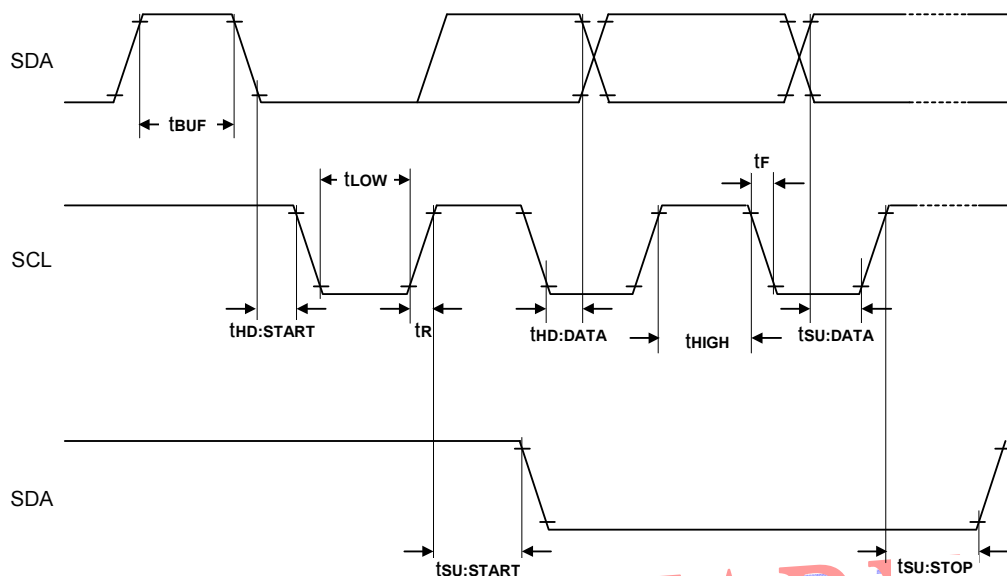 SDA
tBUF
tLOW
tF
SCL
tHD:START
tR
tHD:DATA
tHIGH
tSU:DATA
SDA
tSU:START
tSU:STOP